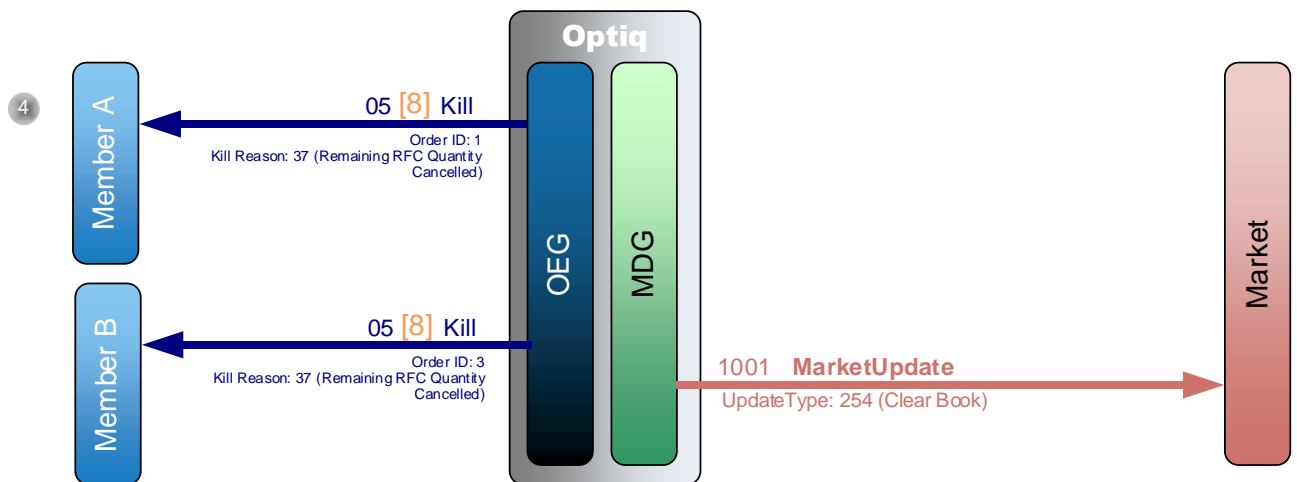 Optiq
4
Member A
05 [8] Kill
Order ID: 1
Kill Reason: 37 (Remaining RFC Quantity
Cancelled)
OEG
MDG
Market
Member B
05 [8] Kill
Order ID: 3
Kill Reason: 37 (Remaining RFC Quantity
Cancelled)
1001 MarketUpdate
UpdateType: 254 (Clear Book)